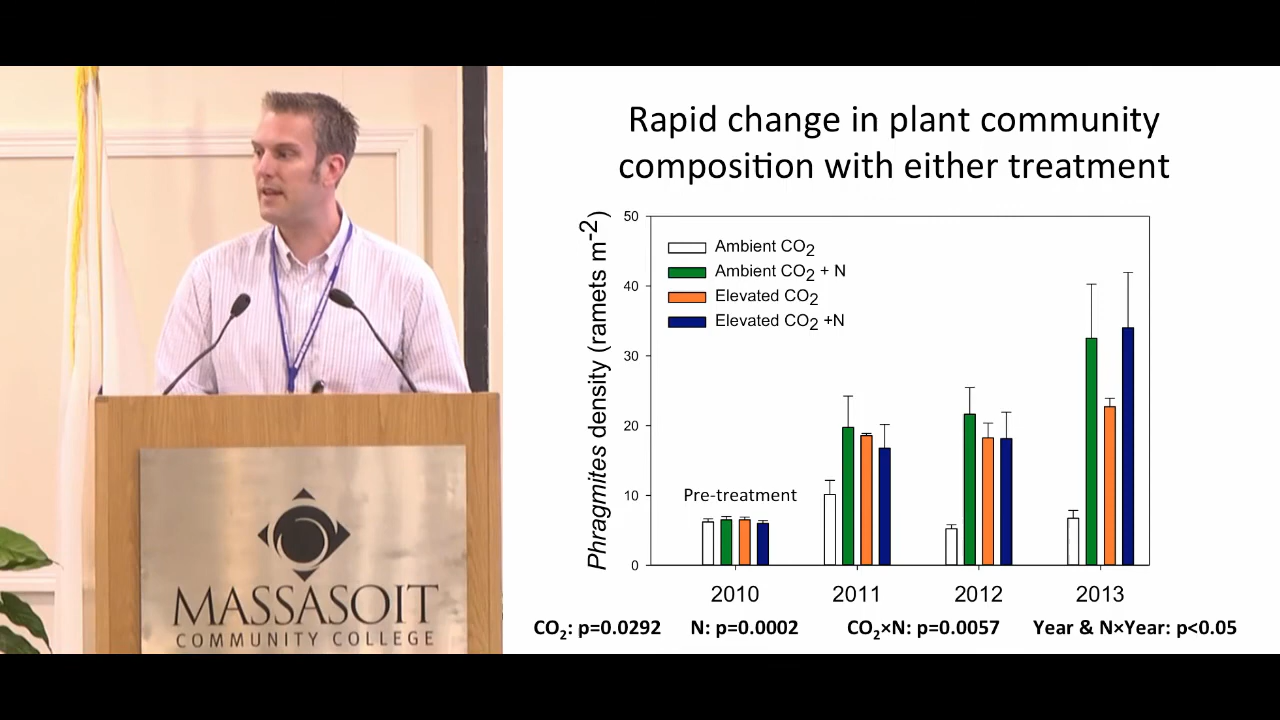 Rapid change in plant community
composition with either treatment
Phragmites density (ramets m-2)
50
40
30
20
10
0
Ambient CO2
Ambient CO2 + N
Elevated CO2
Elevated CO2 +N
Pre-treatment
2010
2011
2012
2013
CO2: p=0.0292
N: p=0.0002
CO2×N: p=0.0057
Year & N×Year: p<0.05
MASSASOIT
COMMUNITY COLLEGE